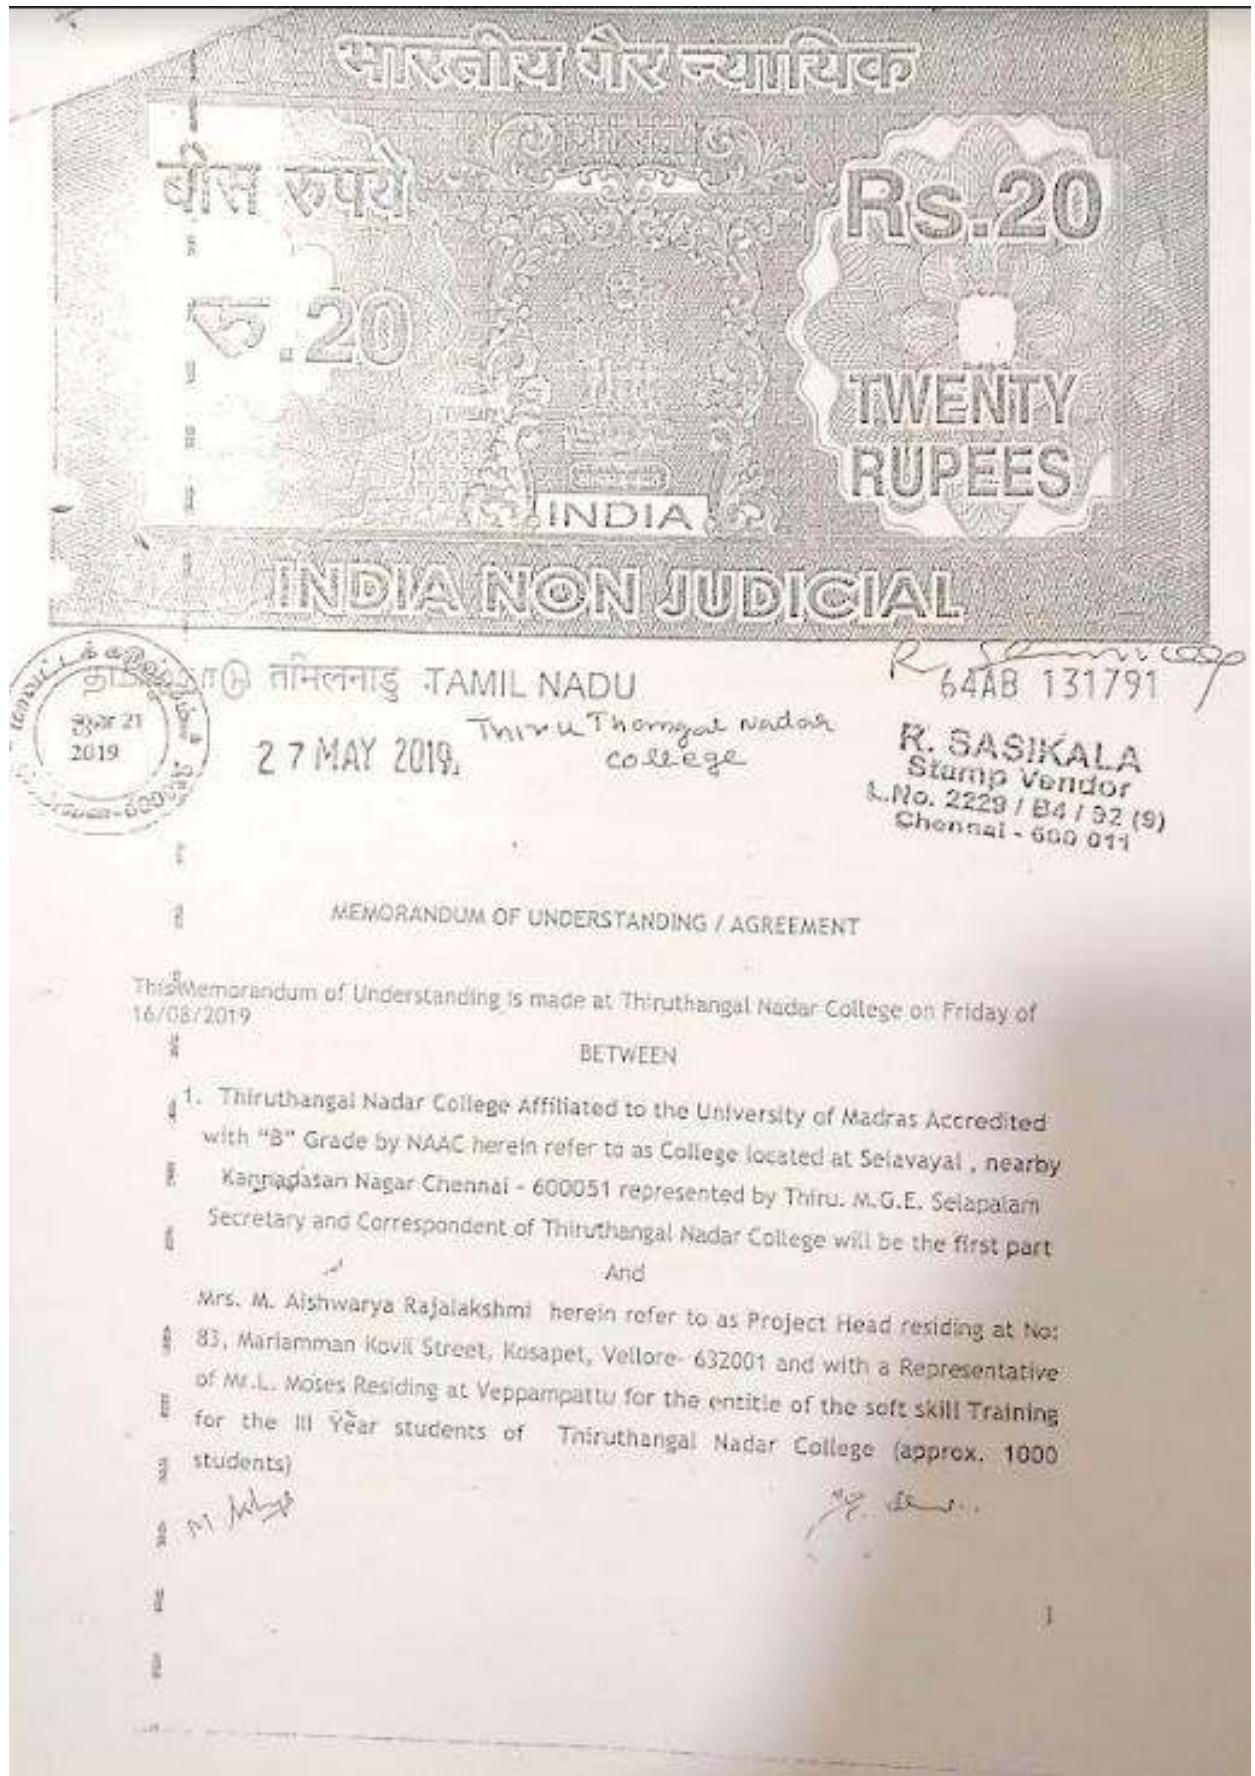 भारतीय गैर न्यायिक
बीस रुपये
रु.20
Rs.20
TWENTY
RUPEES
INDIA
INDIA NON JUDICIAL
தமிழ்நாடு तमिलनाडु TAMIL NADU
64AB 131791
ஜூன் 21
2019
27 MAY 2019
Thiru Thangal Nadar
college
R. SASIKALA
Stamp Vendor
L.No. 2229 / B4 / 92 (9)
Chennai - 600 011
MEMORANDUM OF UNDERSTANDING / AGREEMENT
This Memorandum of Understanding is made at Thiruthangal Nadar College on Friday of
16/08/2019
BETWEEN
1. Thiruthangal Nadar College Affiliated to the University of Madras Accredited
with "B" Grade by NAAC herein refer to as College located at Selavayal , nearby
Kannadasan Nagar Chennai - 600051 represented by Thiru. M.G.E. Selapalam
Secretary and Correspondent of Thiruthangal Nadar College will be the first part
And
Mrs. M. Aishwarya Rajalakshmi herein refer to as Project Head residing at No:
83, Mariamman Kovil Street, Kosapet, Vellore- 632001 and with a Representative
of Mr.L. Moses Residing at Veppampattu for the entitle of the soft skill Training
for the III Year students of Thiruthangal Nadar College (approx. 1000
students)
1